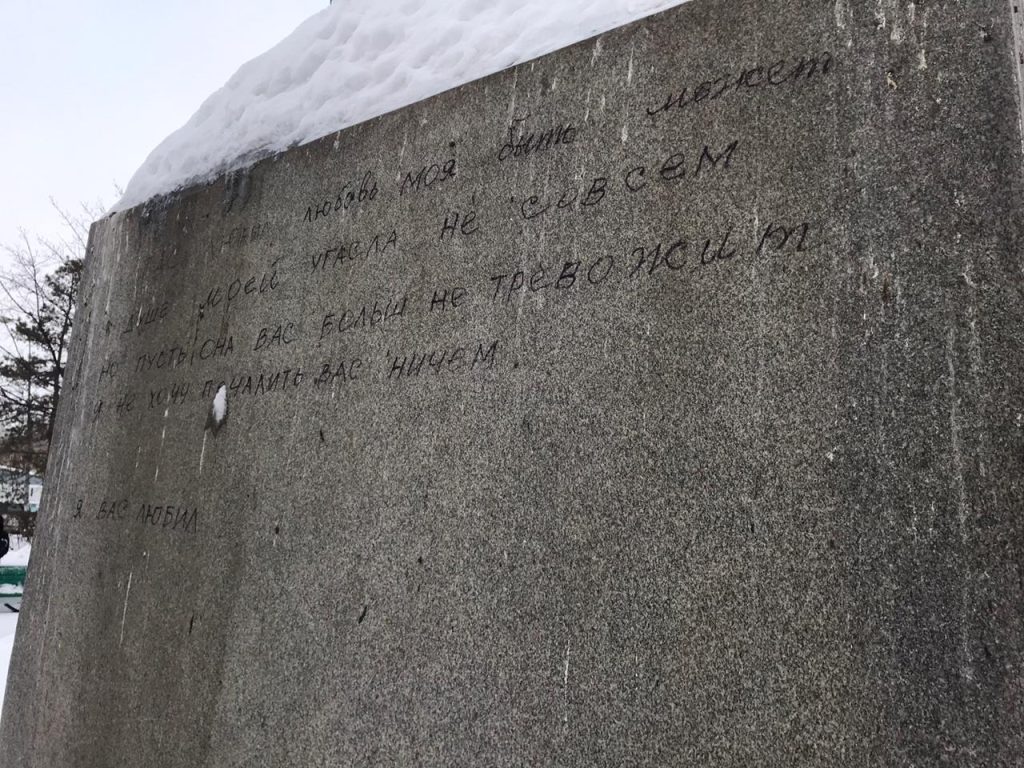 любовь МОЯ быть может
ДУШЕ МОЕЙ УГАСЛА НЕ СОВСЕМ
НО ПУСТЬ ОНА ВАС БОЛЬШ НЕ ТРЕВОЖИТ
Я НЕ ХОЧУ ПЕЧАЛИТЬ ВАС НИЧЕМ.
Я ВАС ЛЮБИЛ